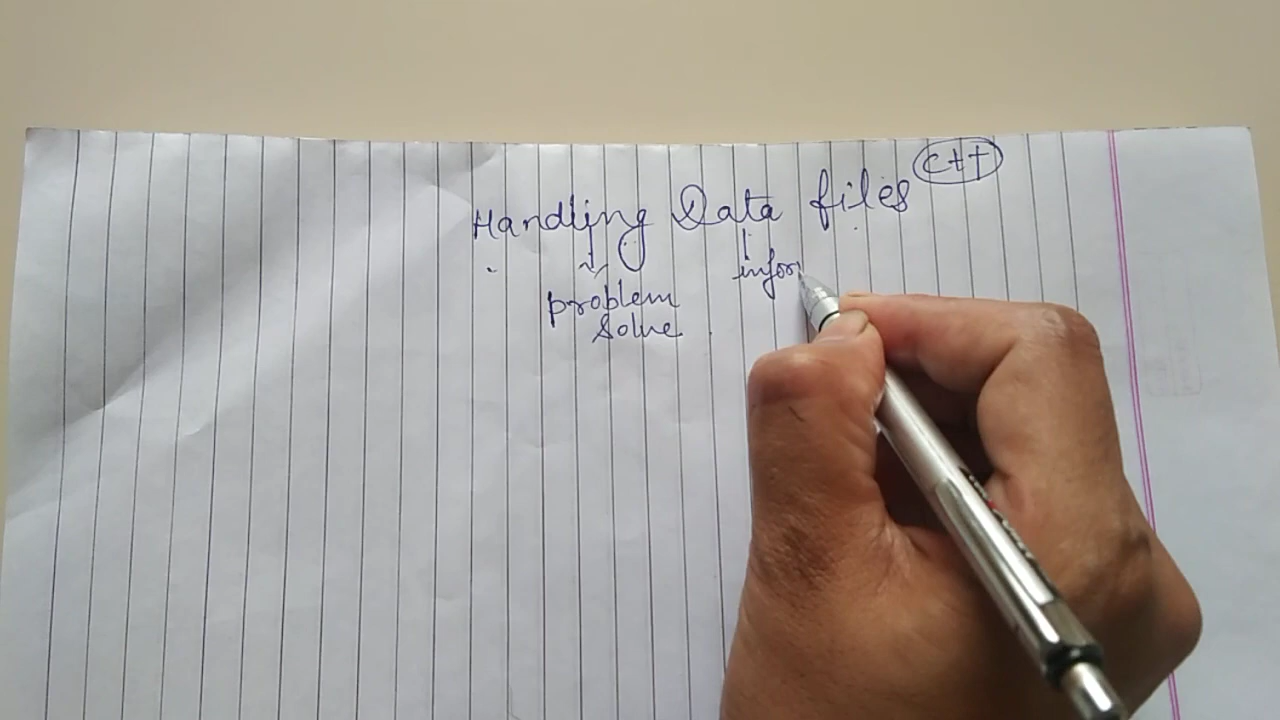 C++
Handling Data files
infor
problem
solve